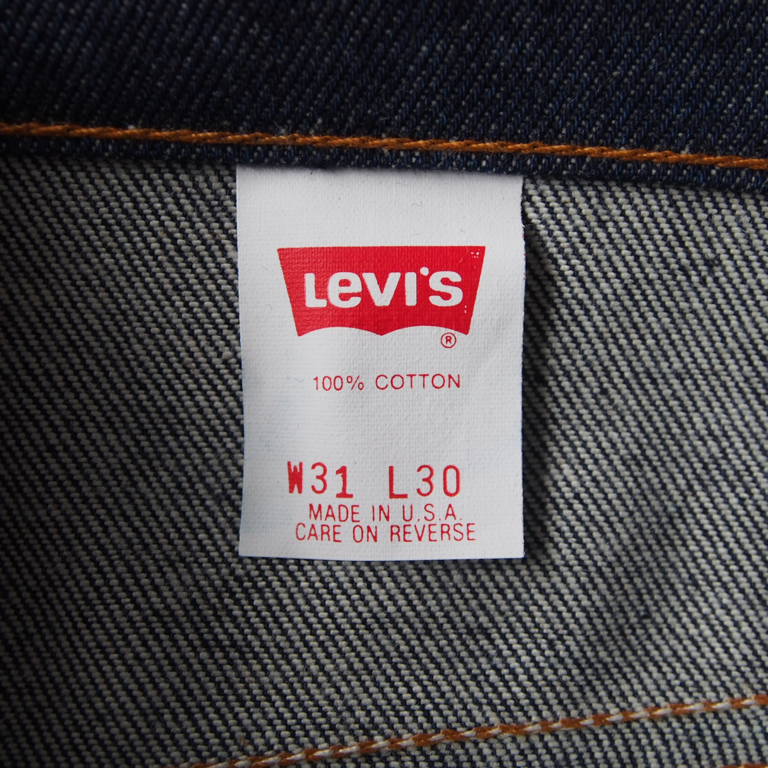 LEVI'S
®
100% COTTON
W31 L30
MADE IN U.S.A.
CARE ON REVERSE